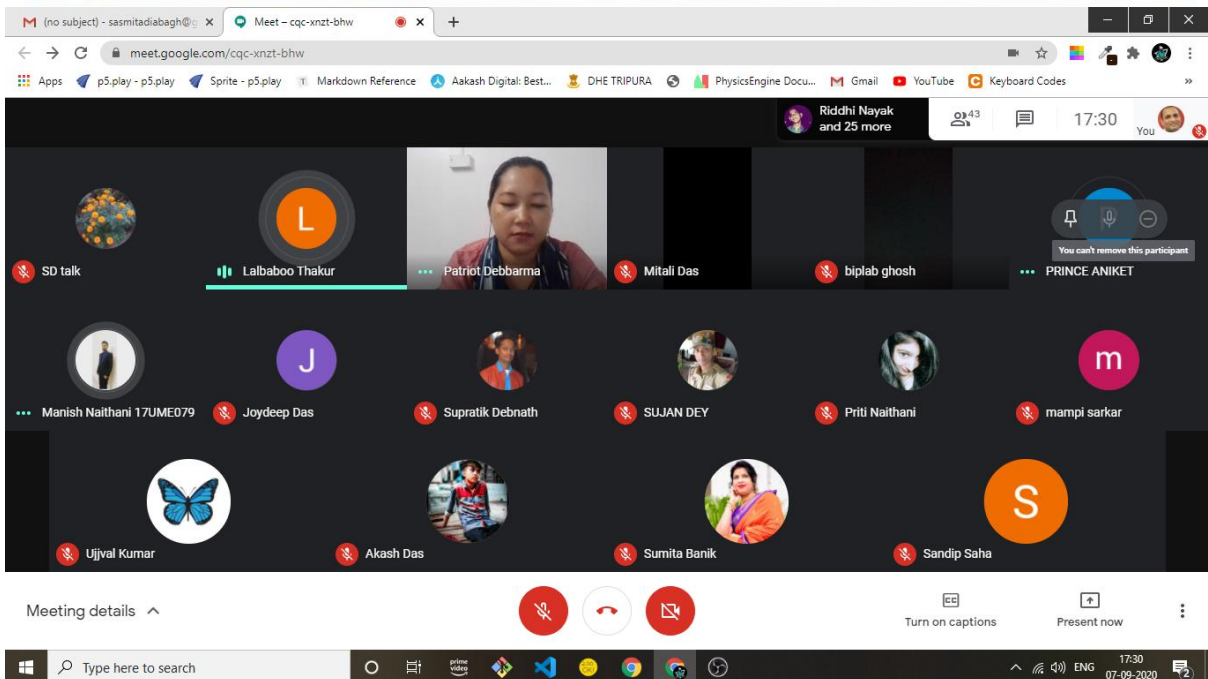 (no subject) - sasmitadiabagh@g
Meet – cqc-xnzt-bhw
meet.google.com/cqc-xnzt-bhw
Apps p5.play - p5.play Sprite - p5.play Markdown Reference Aakash Digital: Best... DHE TRIPURA PhysicsEngine Docu... Gmail YouTube Keyboard Codes »
Riddhi Nayak
and 25 more
43
17:30
You
L
SD talk
Lalbaboo Thakur
Patriot Debbarma
Mitali Das
biplab ghosh
You can't remove this participant
PRINCE ANIKET
J
m
Manish Naithani 17UME079
Joydeep Das
Supratik Debnath
SUJAN DEY
Priti Naithani
mampi sarkar
S
Ujjval Kumar
Akash Das
Sumita Banik
Sandip Saha
Meeting details
CC
Turn on captions
Present now
Type here to search
prime
video
ENG
17:30
07-09-2020
2